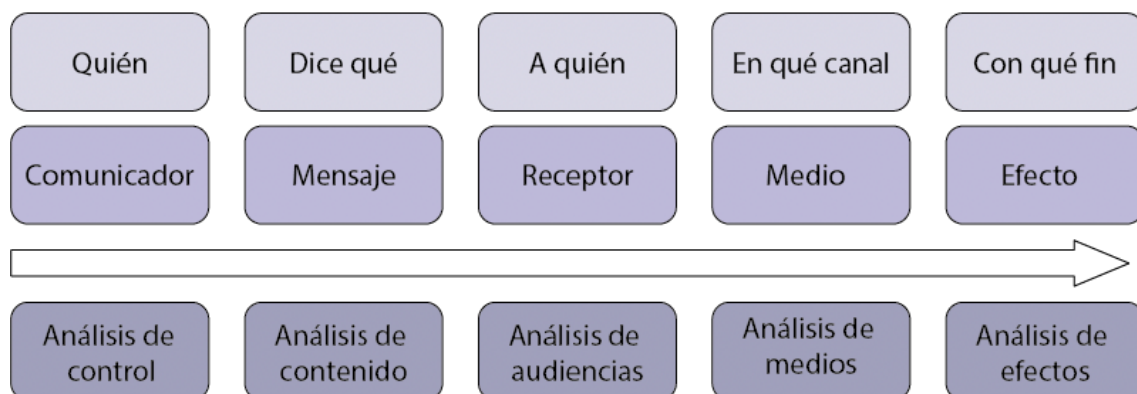 Quién
Dice qué
A quién
En qué canal
Con qué fin
Comunicador
Mensaje
Receptor
Medio
Efecto
Análisis de
control
Análisis de
contenido
Análisis de
audiencias
Análisis de
medios
Análisis de
efectos